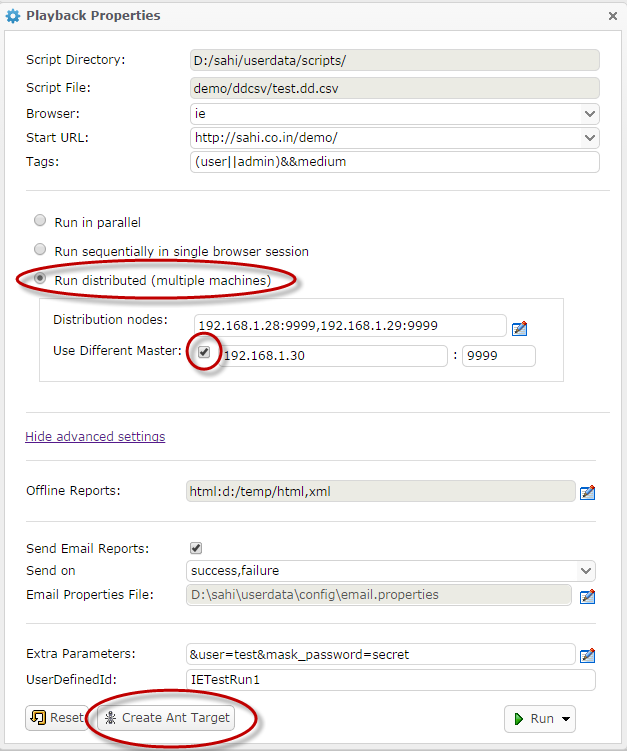 Playback Properties
Script Directory: D:/sahi/userdata/scripts/
Script File: demo/ddcsv/test.dd.csv
Browser: ie
Start URL: http://sahi.co.in/demo/
Tags: (user||admin)&&medium
Run in parallel
Run sequentially in single browser session
Run distributed (multiple machines)
Distribution nodes: 192.168.1.28:9999,192.168.1.29:9999
Use Different Master: 192.168.1.30 : 9999
Hide advanced settings
Offline Reports: html:d:/temp/html,xml
Send Email Reports:
Send on success,failure
Email Properties File: D:\sahi\userdata\config\email.properties
Extra Parameters: &user=test&mask_password=secret
UserDefinedId: IETestRun1
Reset Create Ant Target Run